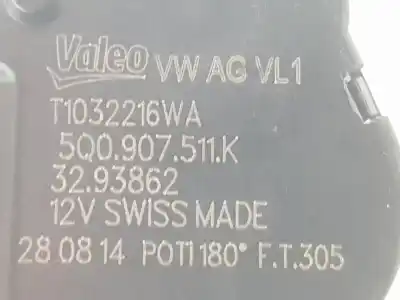 Valeo VW AG VL1
T1032216WA
5Q0.907.511.K
32.93862
12V SWISS MADE
28 08 14 POTI 180° F.T.305